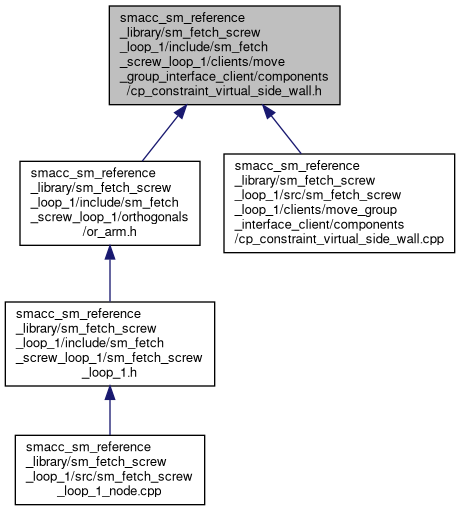 smacc_sm_reference
_library/sm_fetch_screw
_loop_1/include/sm_fetch
_screw_loop_1/clients/move
_group_interface_client/components
/cp_constraint_virtual_side_wall.h
smacc_sm_reference
_library/sm_fetch_screw
_loop_1/include/sm_fetch
_screw_loop_1/orthogonals
/or_arm.h
smacc_sm_reference
_library/sm_fetch_screw
_loop_1/src/sm_fetch_screw
_loop_1/clients/move_group
_interface_client/components
/cp_constraint_virtual_side_wall.cpp
smacc_sm_reference
_library/sm_fetch_screw
_loop_1/include/sm_fetch
_screw_loop_1/sm_fetch_screw
_loop_1.h
smacc_sm_reference
_library/sm_fetch_screw
_loop_1/src/sm_fetch_screw
_loop_1_node.cpp